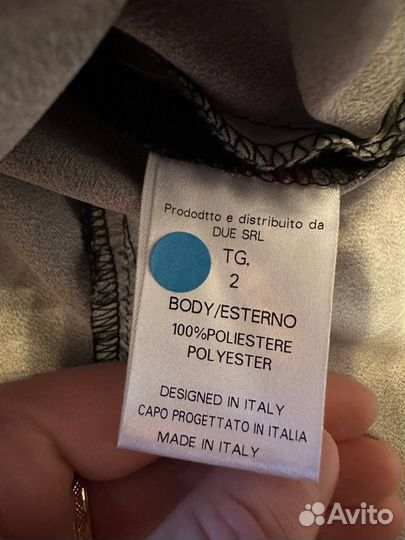 Prododtto e distribuito da
DUE SRL
TG.
2
BODY/ESTERNO
100%POLIESTERE
POLYESTER
DESIGNED IN ITALY
CAPO PROGETTATO IN ITALIA
MADE IN ITALY
Avito